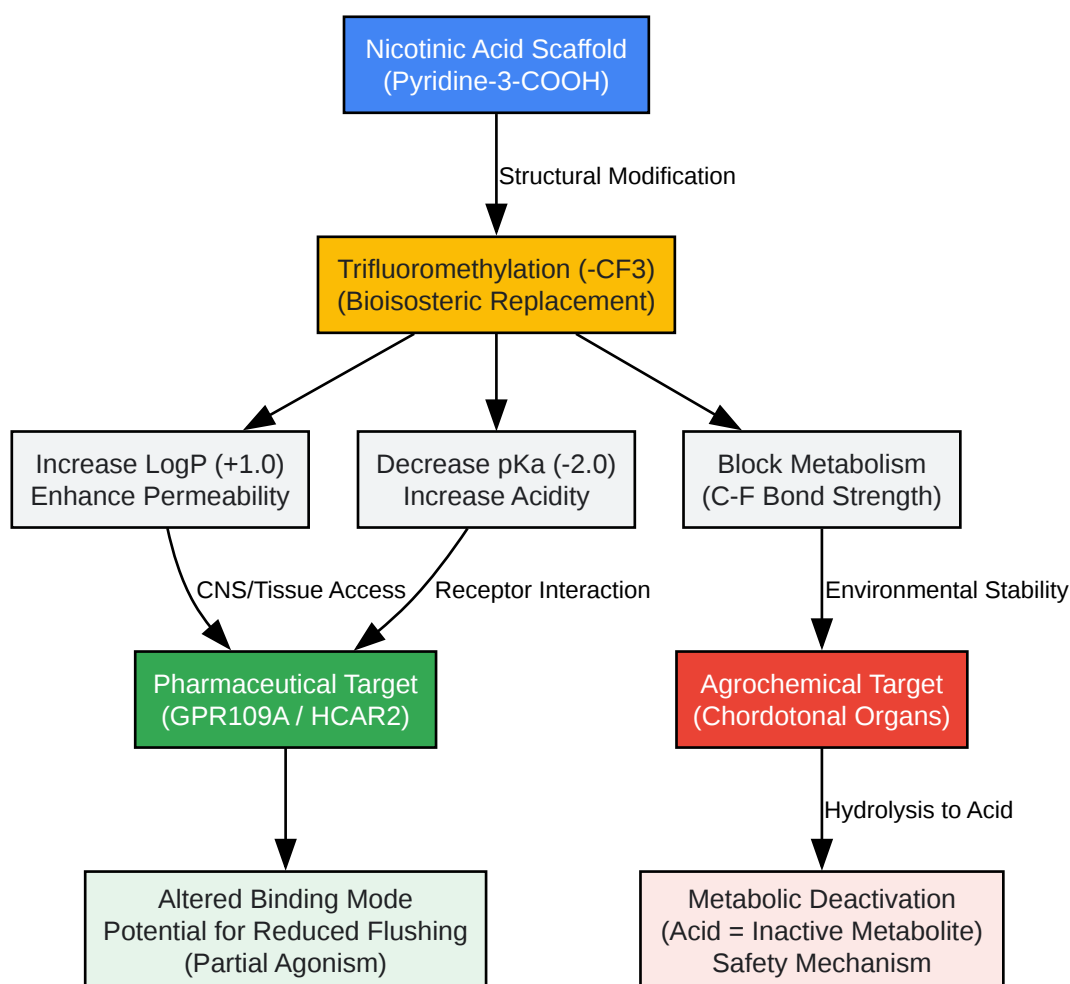 Nicotinic Acid Scaffold
(Pyridine-3-COOH)
Structural Modification
Trifluoromethylation (-CF3)
(Bioisosteric Replacement)
Increase LogP (+1.0)
Enhance Permeability
Decrease pKa (-2.0)
Increase Acidity
Block Metabolism
(C-F Bond Strength)
CNS/Tissue Access
Receptor Interaction
Environmental Stability
Pharmaceutical Target
(GPR109A / HCAR2)
Agrochemical Target
(Chordotonal Organs)
Hydrolysis to Acid
Altered Binding Mode
Potential for Reduced Flushing
(Partial Agonism)
Metabolic Deactivation
(Acid = Inactive Metabolite)
Safety Mechanism